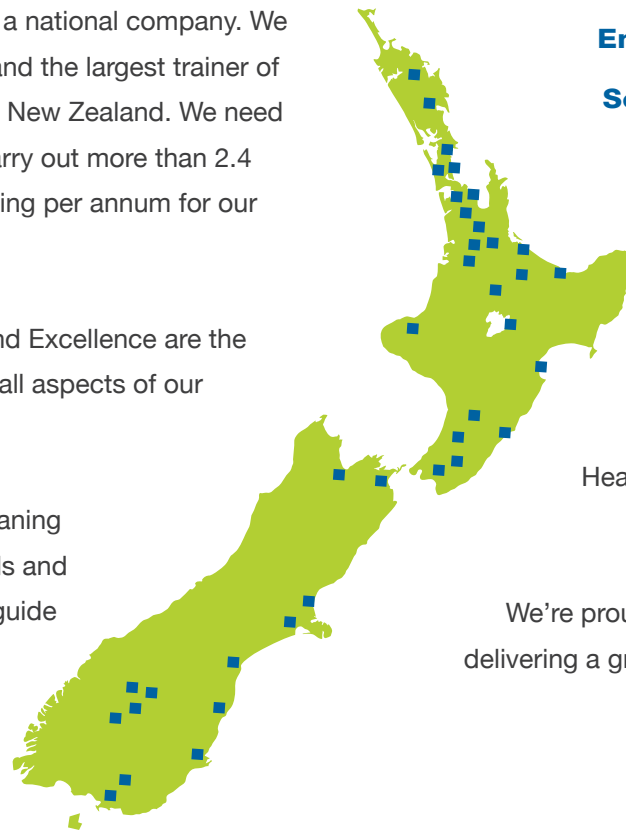 a national company. We
and the largest trainer of
New Zealand. We need
arry out more than 2.4
ing per annum for our
nd Excellence are the
all aspects of our
aning
ls and
guide
En
Se
Hea
We’re prou
delivering a gr